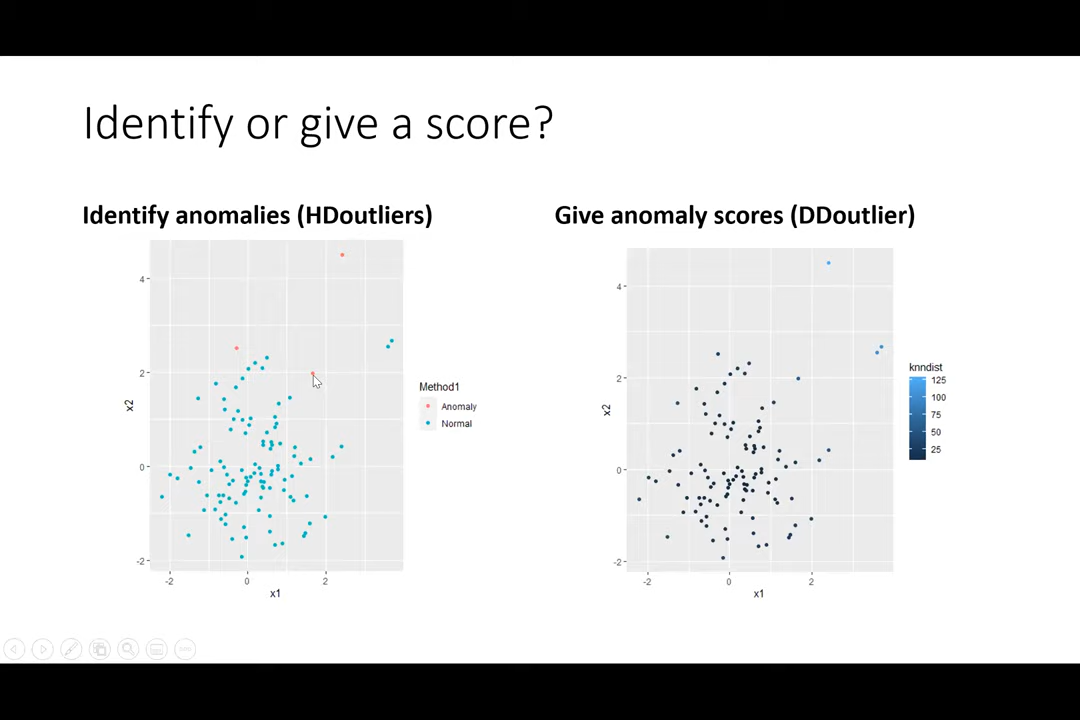 Identify or give a score?
Identify anomalies (HDoutliers)
4
2
0
-2
x2
-2
0
2
x1
Method1
Anomaly
Normal
Give anomaly scores (DDoutlier)
4
2
0
-2
x2
-2
0
2
x1
knndist
125
100
75
50
25